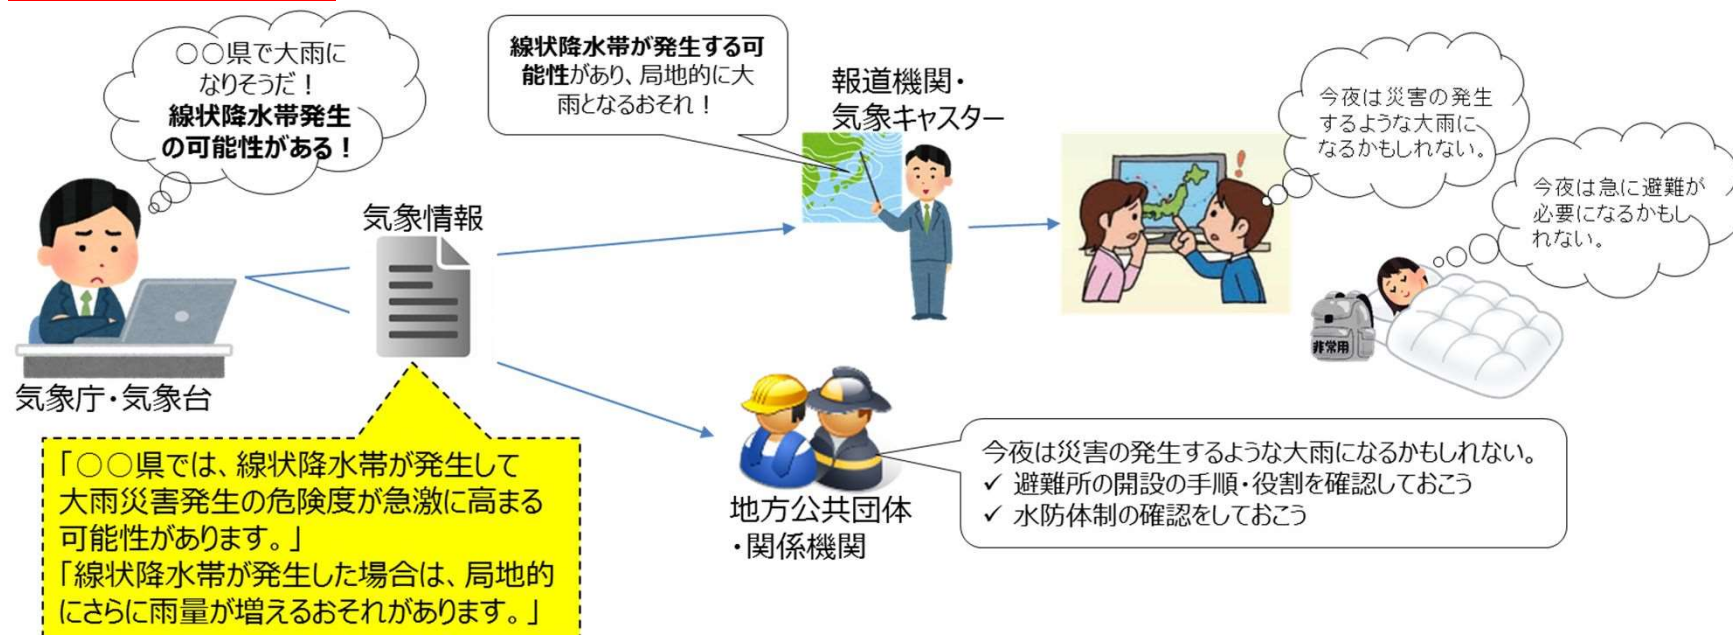 ○○県で大雨に
なりそうだ！
線状降水帯発生
の可能性がある！
気象庁・気象台
気象情報
「○○県では、線状降水帯が発生して
大雨災害発生の危険度が急激に高まる
可能性があります。」
「線状降水帯が発生した場合は、局地的
にさらに雨量が増えるおそれがあります。」
線状降水帯が発生する可
能性があり、局地的に大
雨となるおそれ！
報道機関・
気象キャスター
今夜は災害の発生
するような大雨に
なるかもしれない。
今夜は急に避難が
必要になるかもし
れない。
非常用
地方公共団体
・関係機関
今夜は災害の発生するような大雨になるかもしれない。
✓ 避難所の開設の手順・役割を確認しておこう
✓ 水防体制の確認をしておこう